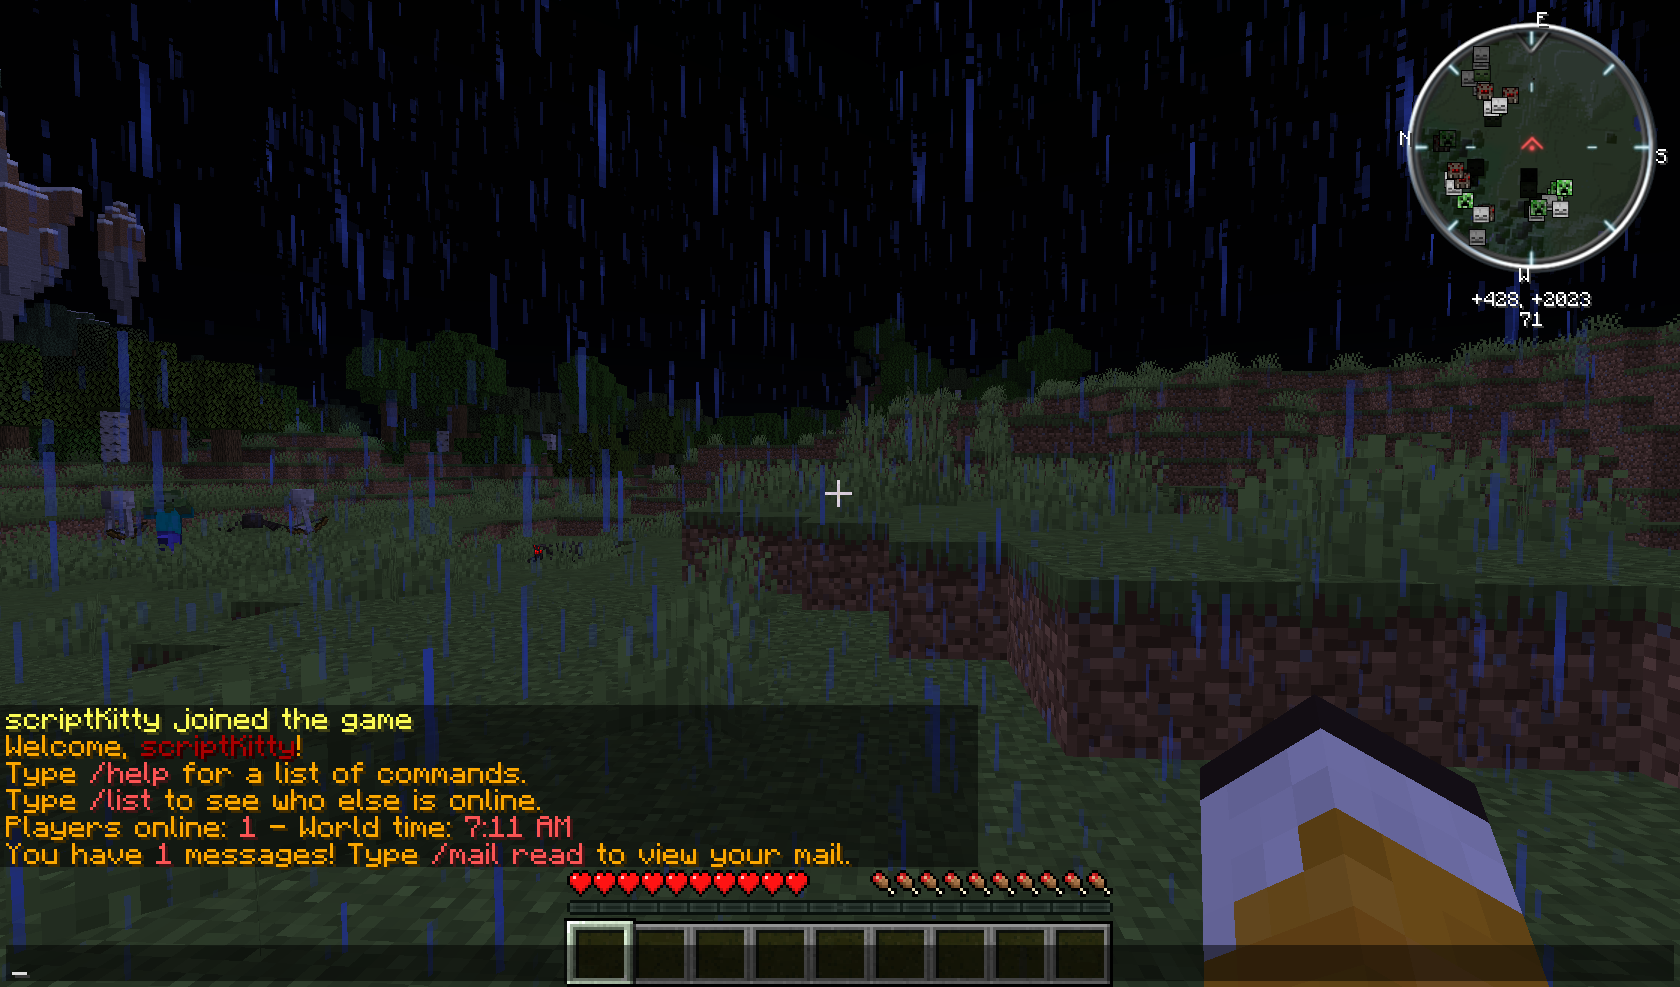 E
N
S
W
+428, +2023
71
scriptKitty joined the game
Welcome, scriptKitty!
Type /help for a list of commands.
Type /list to see who else is online.
Players online: 1 - World time: 7:11 AM
You have 1 messages! Type /mail read to view your mail.
_